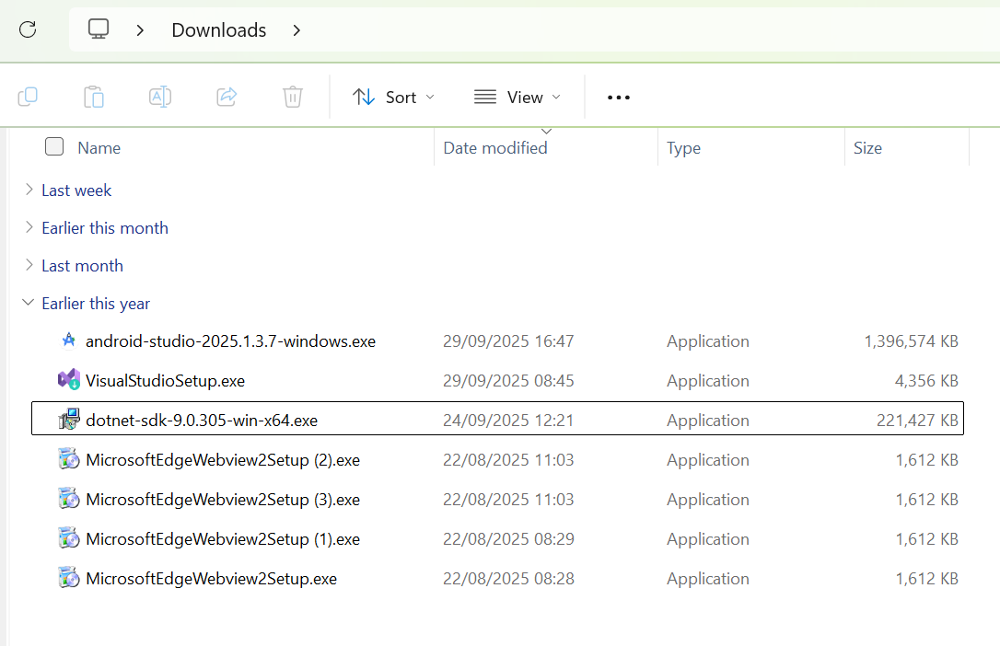 Downloads
Sort View
Name Date modified Type Size
Last week
Earlier this month
Last month
Earlier this year
android-studio-2025.1.3.7-windows.exe 29/09/2025 16:47 Application 1,396,574 KB
VisualStudioSetup.exe 29/09/2025 08:45 Application 4,356 KB
dotnet-sdk-9.0.305-win-x64.exe 24/09/2025 12:21 Application 221,427 KB
MicrosoftEdgeWebview2Setup (2).exe 22/08/2025 11:03 Application 1,612 KB
MicrosoftEdgeWebview2Setup (3).exe 22/08/2025 11:03 Application 1,612 KB
MicrosoftEdgeWebview2Setup (1).exe 22/08/2025 08:29 Application 1,612 KB
MicrosoftEdgeWebview2Setup.exe 22/08/2025 08:28 Application 1,612 KB